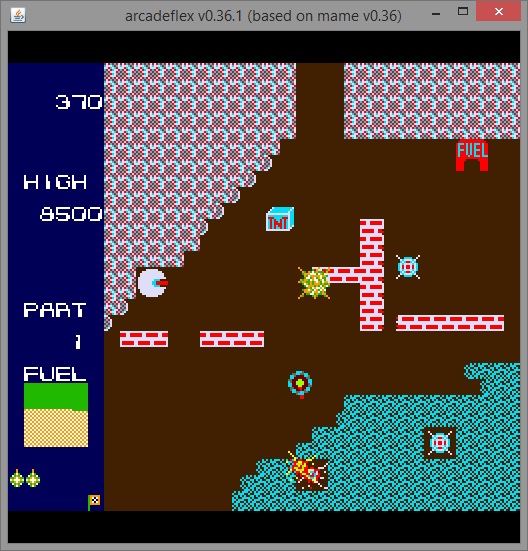 arcadeflex v0.36.1 (based on mame v0.36)
370
HIGH
8500
PART
1
FUEL
FUEL
TNT